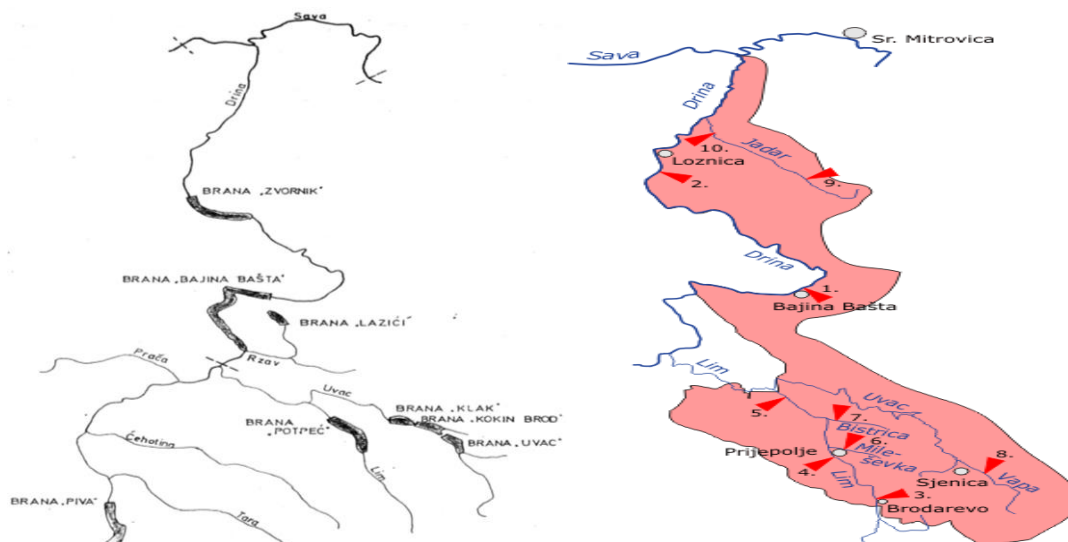 Sava
Drina
BRANA „ZVORNIK"
BRANA „BAJINA BAŠTA"
BRANA „LAZIĆI"
Rzav
Prača
Uvac
BRANA „KLAK"
BRANA „KOKIN BROD"
BRANA
„POTPEĆ"
BRANA „UVAC"
Ćehotina
Lim
BRANA „PIVA"
Tara
Sr. Mitrovica
Sava
Drina
10.
Jadar
Loznica
2.
9.
Drina
1.
Bajina Bašta
Lim
Uvac
5.
7.
Bistrica
6.
Prijepolje
Mile-
ševka
8.
4.
Sjenica
Vapa
Lim
3.
Brodarevo